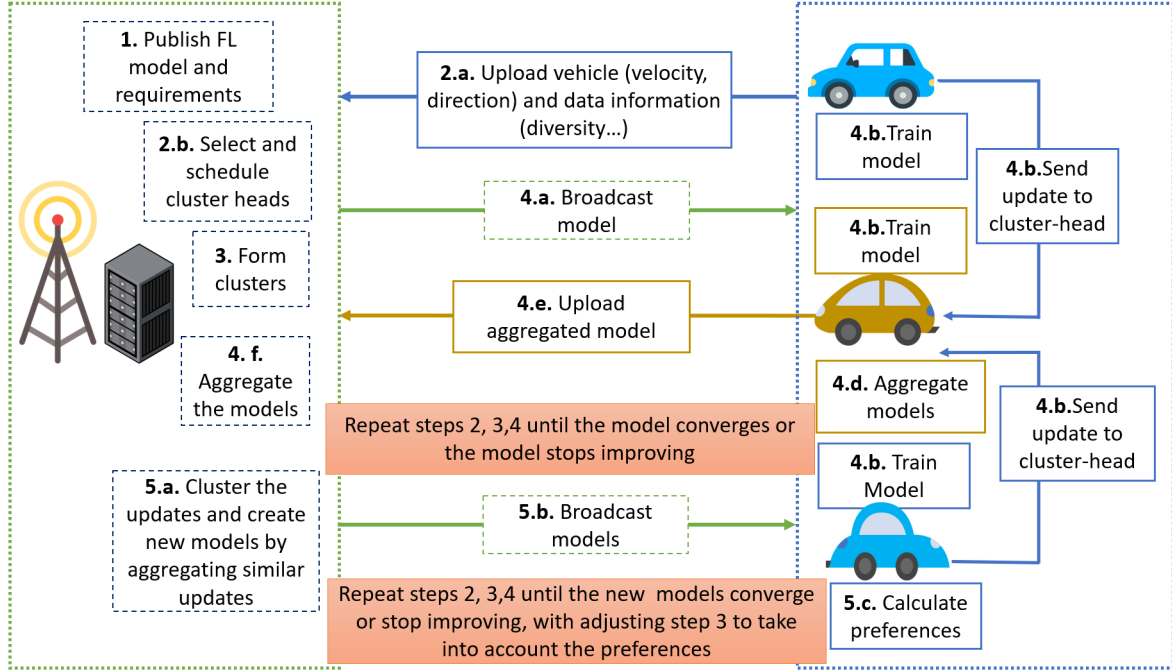 1. Publish FL
model and
requirements
2.b. Select and
schedule
cluster heads
3. Form
clusters
4. f.
Aggregate
the models
5.a. Cluster the
updates and create
new models by
aggregating similar
updates
2.a. Upload vehicle (velocity,
direction) and data information
(diversity…)
4.a. Broadcast
model
4.e. Upload
aggregated model
Repeat steps 2, 3,4 until the model converges or
the model stops improving
5.b. Broadcast
models
Repeat steps 2, 3,4 until the new  models converge
or stop improving, with adjusting step 3 to take
into account the preferences
4.b.Train
model
4.b.Send
update to
cluster-head
4.b.Train
model
4.d. Aggregate
models
4.b.Send
update to
cluster-head
4.b. Train
Model
5.c. Calculate
preferences